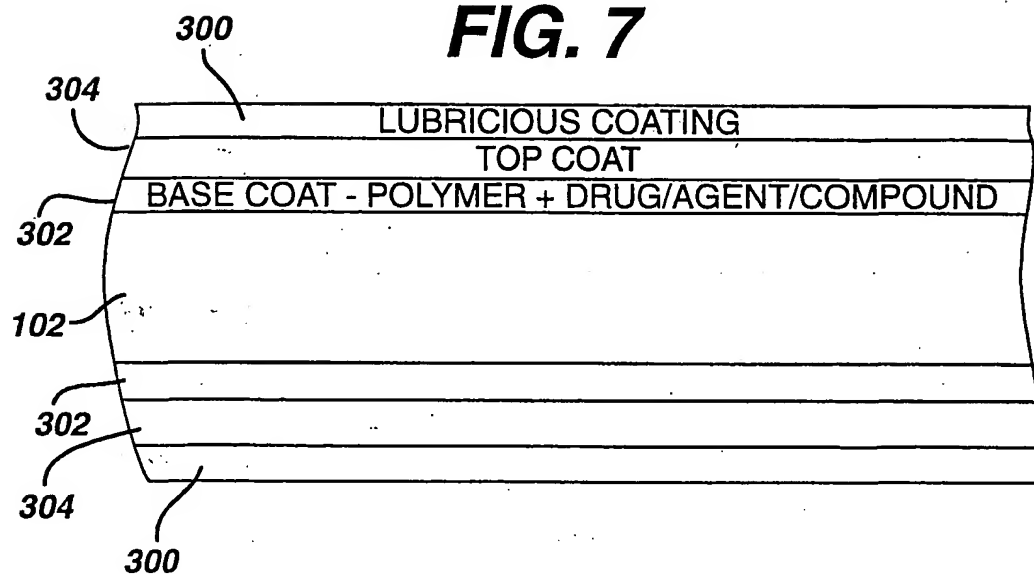 FIG. 7
300
304
LUBRICIOUS COATING
TOP COAT
BASE COAT - POLYMER + DRUG/AGENT/COMPOUND
302
102
302
304
300